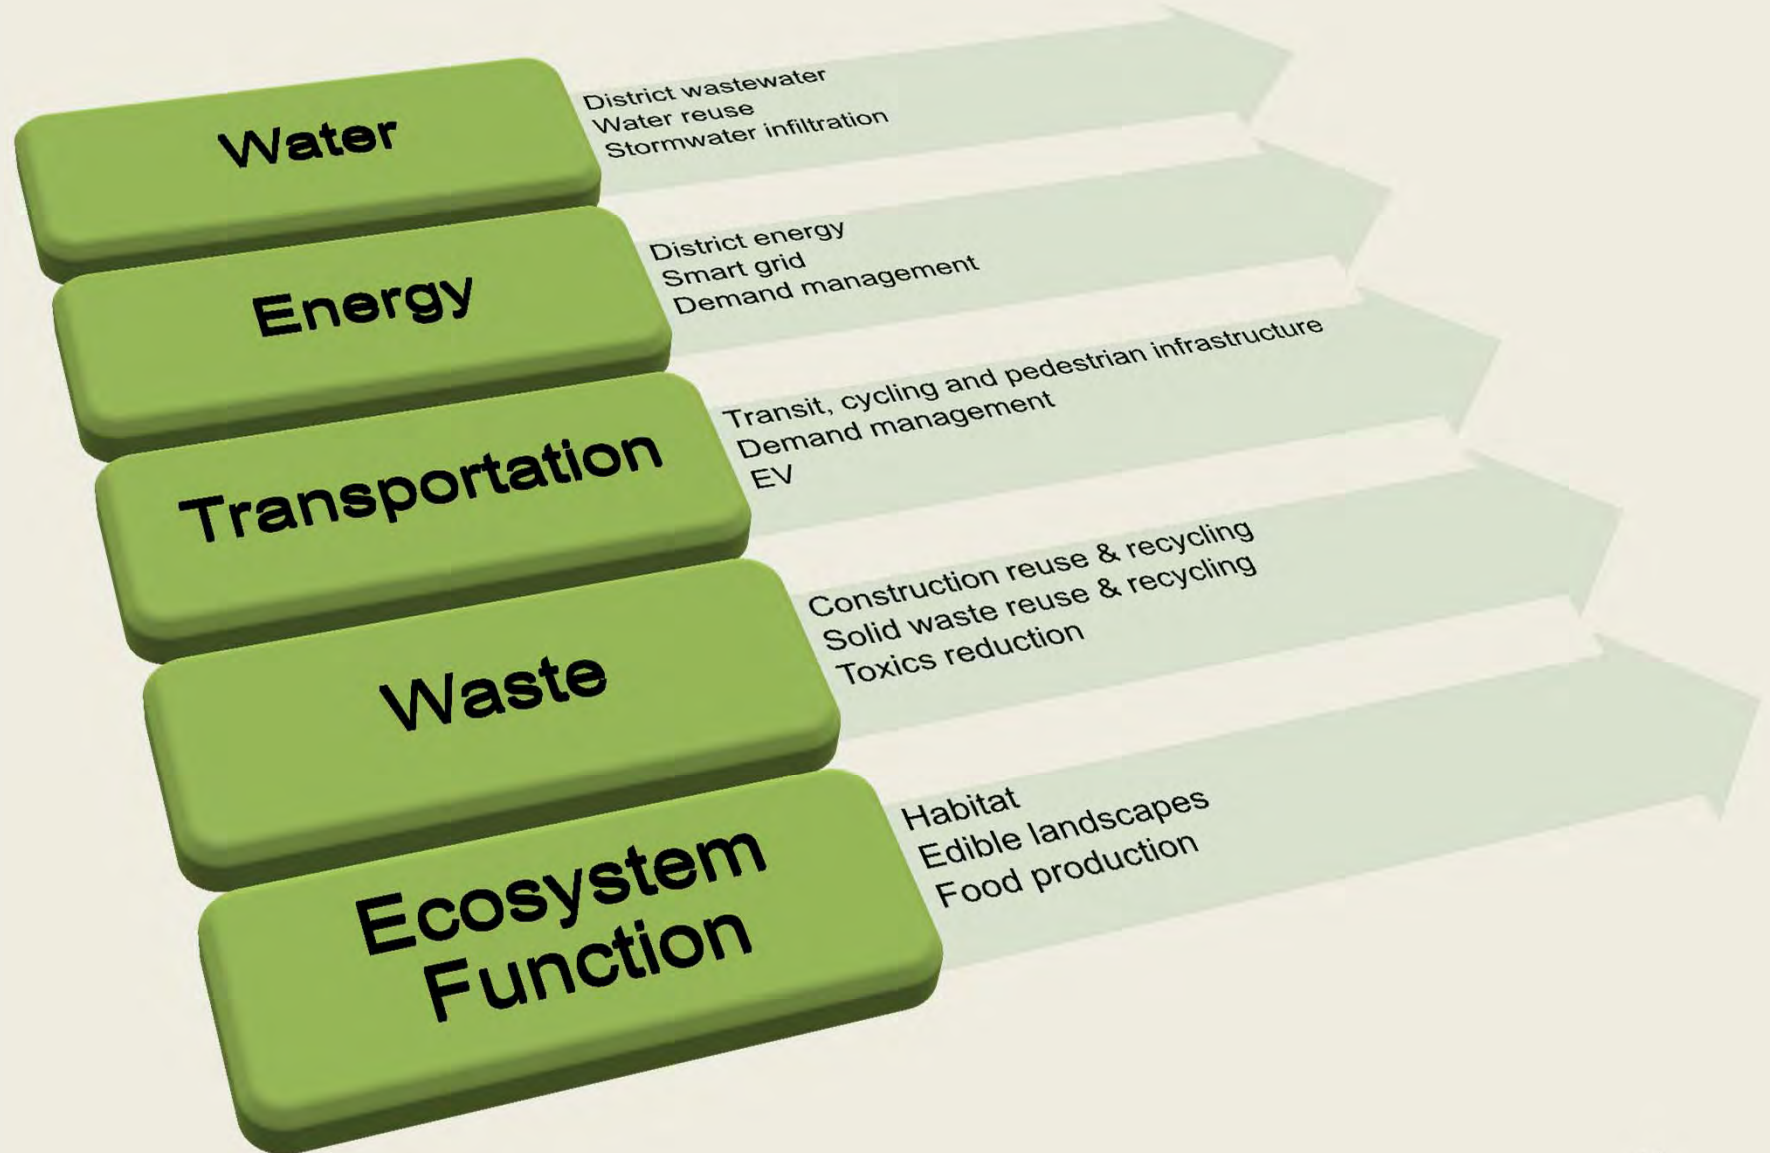 Water
District wastewater
Water reuse
Stormwater infiltration
Energy
District energy
Smart grid
Demand management
Transportation
Transit, cycling and pedestrian infrastructure
Demand management
EV
Waste
Construction reuse & recycling
Solid waste reuse & recycling
Toxics reduction
Ecosystem
Function
Habitat
Edible landscapes
Food production